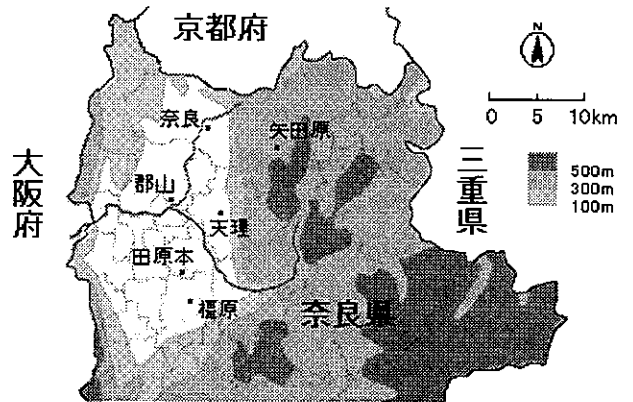 京都府
N
0 5 10km
500m
300m
100m
奈良
矢田原
大阪府
三重県
郡山
天理
田原本
橿原
奈良県